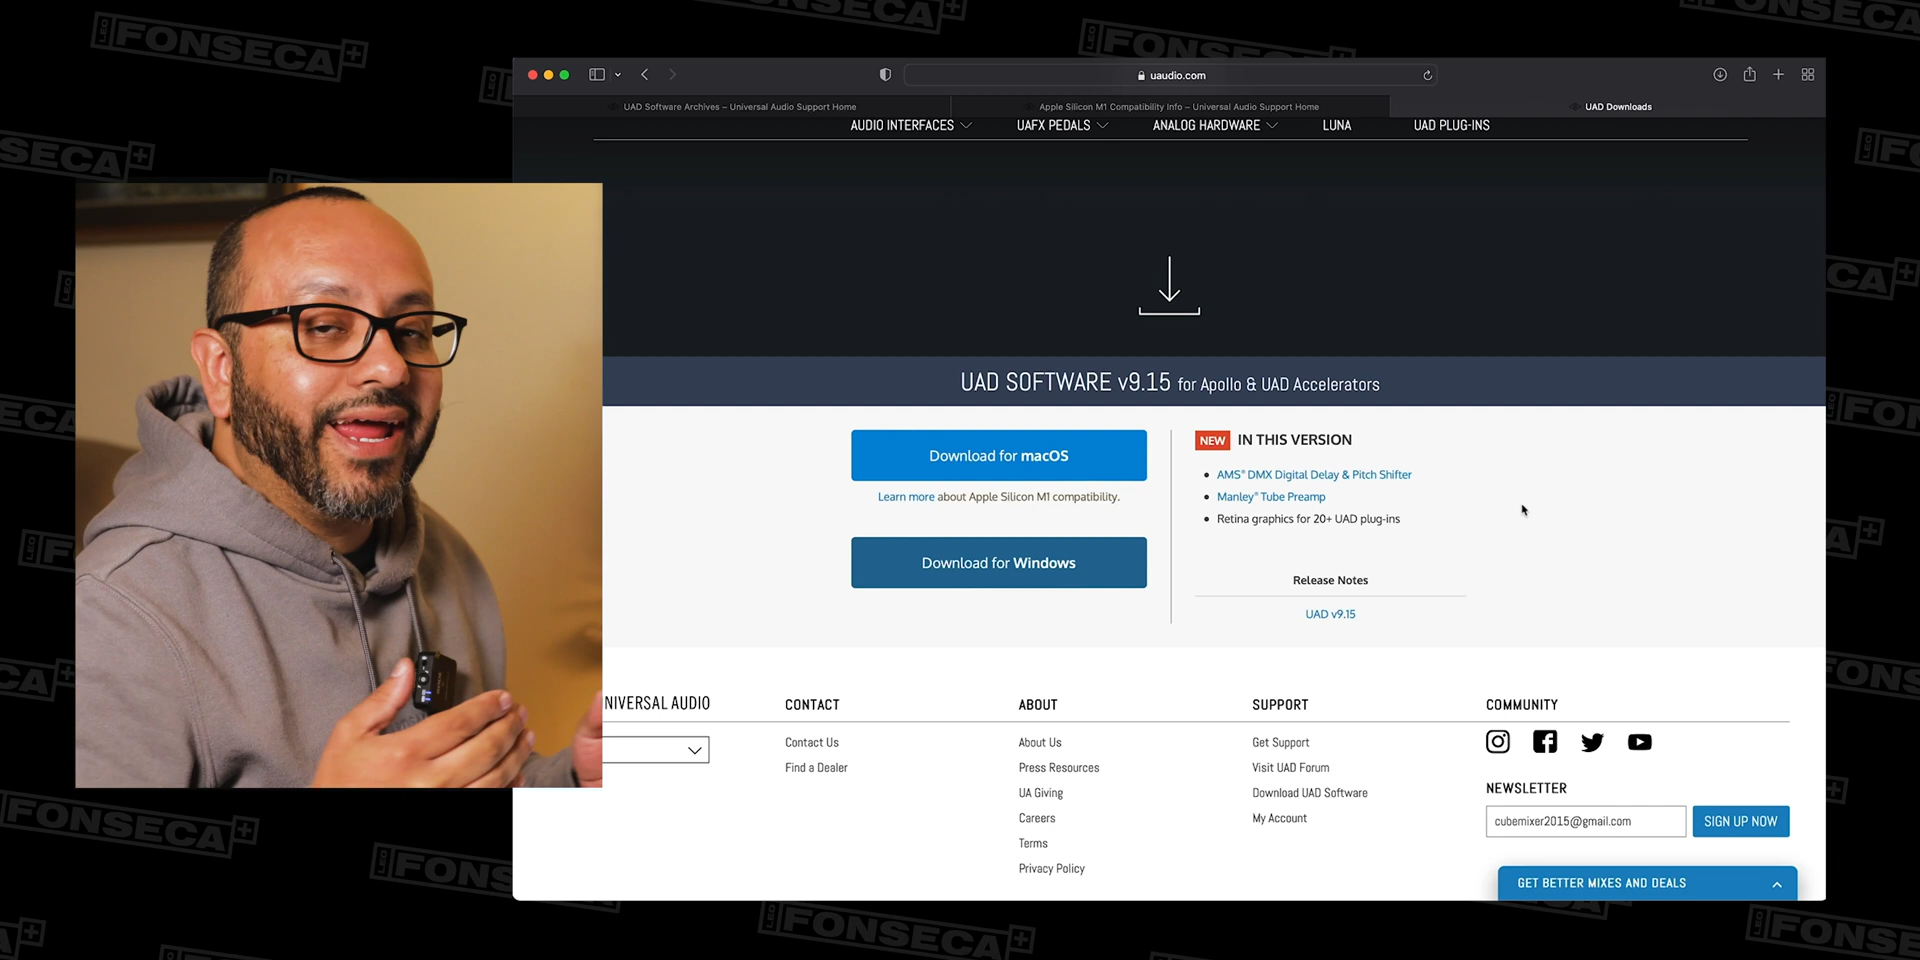 LEO FONSECA+
uaudio.com
UAD Software Archives – Universal Audio Support Home
Apple Silicon M1 Compatibility Info – Universal Audio Support Home
UAD Downloads
AUDIO INTERFACES
UAFX PEDALS
ANALOG HARDWARE
LUNA
UAD PLUG-INS
UAD SOFTWARE v9.15 for Apollo & UAD Accelerators
Download for macOS
Learn more about Apple Silicon M1 compatibility.
Download for Windows
NEW IN THIS VERSION
AMS® DMX Digital Delay & Pitch Shifter
Manley® Tube Preamp
Retina graphics for 20+ UAD plug-ins
Release Notes
UAD v9.15
NIVERSAL AUDIO
CONTACT
Contact Us
Find a Dealer
ABOUT
About Us
Press Resources
UA Giving
Careers
Terms
Privacy Policy
SUPPORT
Get Support
Visit UAD Forum
Download UAD Software
My Account
COMMUNITY
NEWSLETTER
cubemixer2015@gmail.com
SIGN UP NOW
GET BETTER MIXES AND DEALS